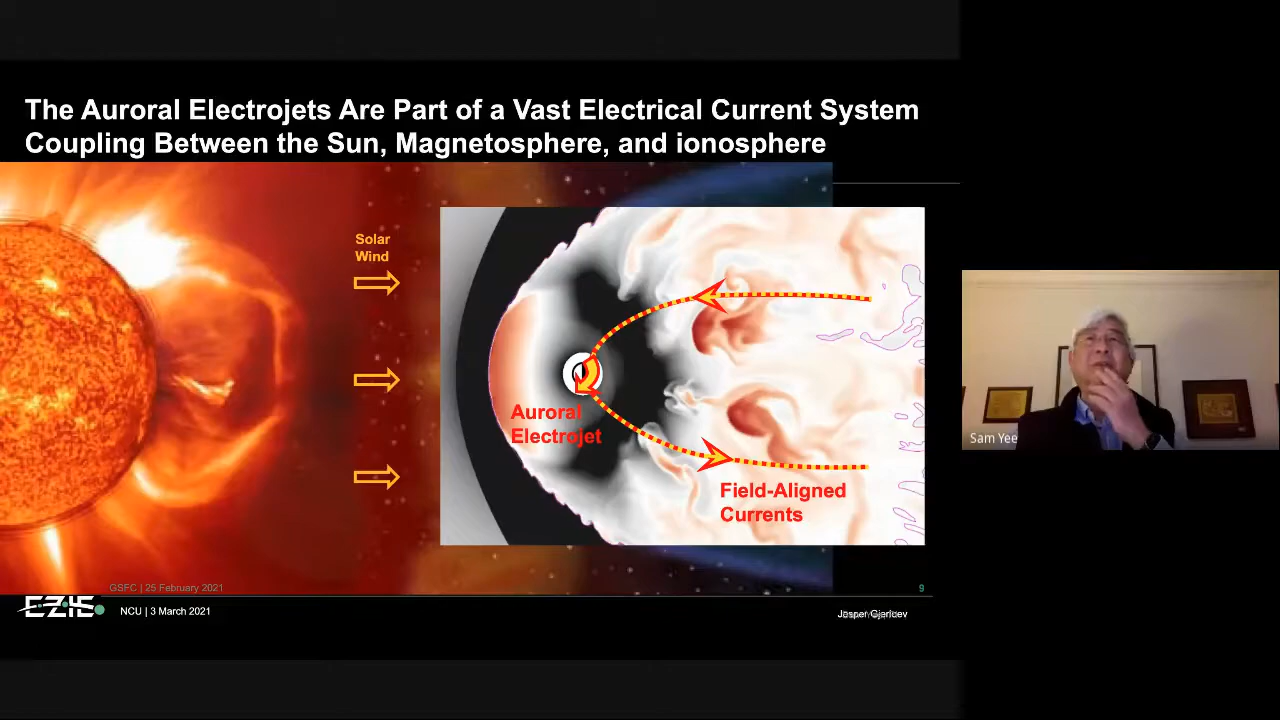 The Auroral Electrojets Are Part of a Vast Electrical Current System
Coupling Between the Sun, Magnetosphere, and ionosphere
Solar
Wind
Auroral
Electrojet
Field-Aligned
Currents
Sam Yee
GSFC | 25 February 2021
9
EZIE
NCU | 3 March 2021